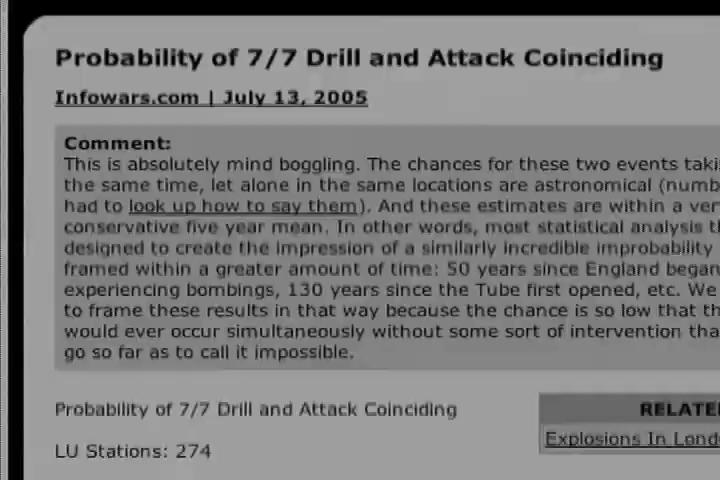 Probability of 7/7 Drill and Attack Coinciding
Infowars.com | July 13, 2005
Comment:
This is absolutely mind boggling. The chances for these two events
the same time, let alone in the same locations are astronomical
had to look up how to say them). And these estimates are within a
conservative five year mean. In other words, most statistical analysis
designed to create the impression of a similarly incredible improbability
framed within a greater amount of time: 50 years since England
experiencing bombings, 130 years since the Tube first opened, etc. We
to frame these results in that way because the chance is so low that
would ever occur simultaneously without some sort of intervention
go so far as to call it impossible.
Probability of 7/7 Drill and Attack Coinciding
RELATE
Explosions In Lond
LU Stations: 274